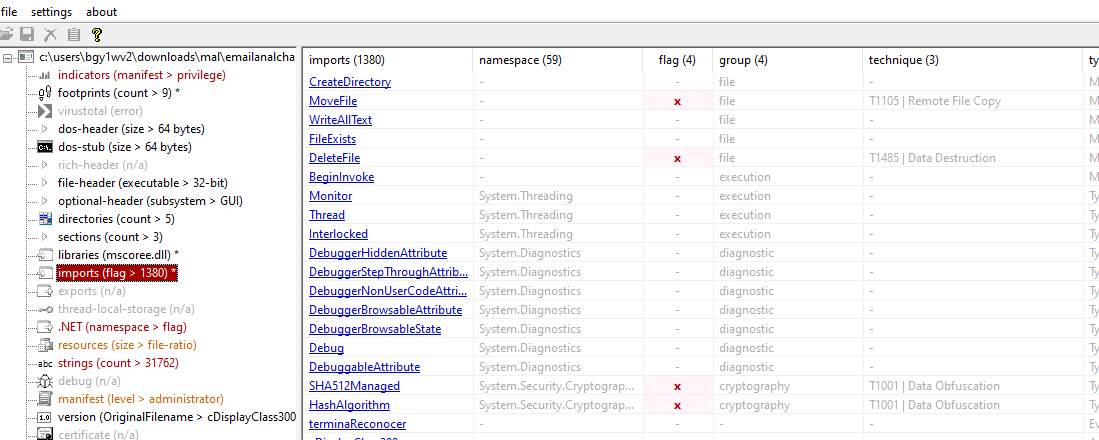 file settings about
c:\users\bgy1wv2\downloads\mal\emailanalcha
indicators (manifest > privilege)
footprints (count > 9) *
virustotal (error)
dos-header (size > 64 bytes)
dos-stub (size > 64 bytes)
rich-header (n/a)
file-header (executable > 32-bit)
optional-header (subsystem > GUI)
directories (count > 5)
sections (count > 3)
libraries (mscoree.dll) *
imports (flag > 1380) *
exports (n/a)
thread-local-storage (n/a)
.NET (namespace > flag)
resources (size > file-ratio)
abc strings (count > 31762)
debug (n/a)
manifest (level > administrator)
1.0 version (OriginalFilename > cDisplayClass300
certificate (n/a)
imports (1380) namespace (59) flag (4) group (4) technique (3) ty
CreateDirectory - - file - M
MoveFile - x file T1105 | Remote File Copy M
WriteAllText - - file - M
FileExists - - file - M
DeleteFile - x file T1485 | Data Destruction M
BeginInvoke - - execution - M
Monitor System.Threading - execution - Ty
Thread System.Threading - execution - Ty
Interlocked System.Threading - execution - Ty
DebuggerHiddenAttribute System.Diagnostics - diagnostic - Ty
DebuggerStepThroughAttrib... System.Diagnostics - diagnostic - Ty
DebuggerNonUserCodeAttri... System.Diagnostics - diagnostic - Ty
DebuggerBrowsableAttribute System.Diagnostics - diagnostic - Ty
DebuggerBrowsableState System.Diagnostics - diagnostic - Ty
Debug System.Diagnostics - diagnostic - Ty
DebuggableAttribute System.Diagnostics - diagnostic - Ty
SHA512Managed System.Security.Cryptograp... x cryptography T1001 | Data Obfuscation Ty
HashAlgorithm System.Security.Cryptograp... x cryptography T1001 | Data Obfuscation Ty
terminaReconocer - - - - Ev